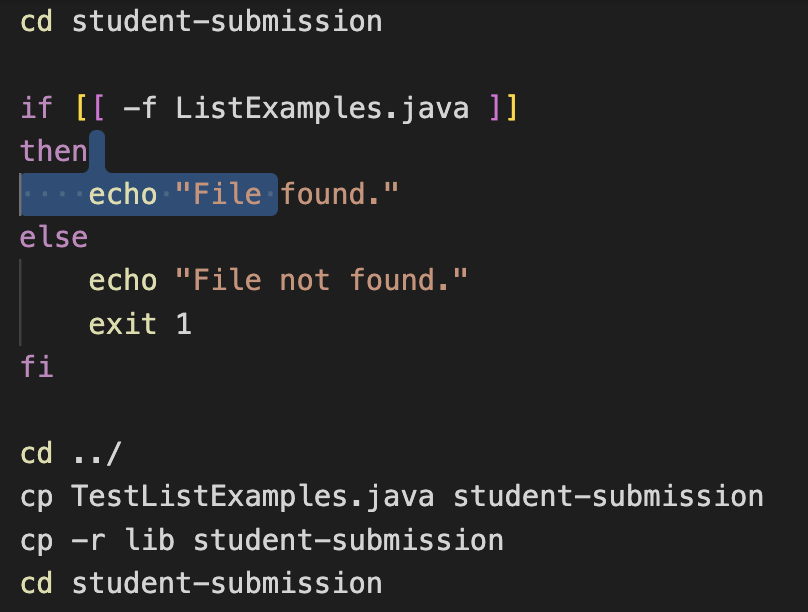 cd student-submission
if [[ -f ListExamples.java ]]
then
echo "File found."
else
echo "File not found."
exit 1
fi
cd ../
cp TestListExamples.java student-submission
cp -r lib student-submission
cd student-submission